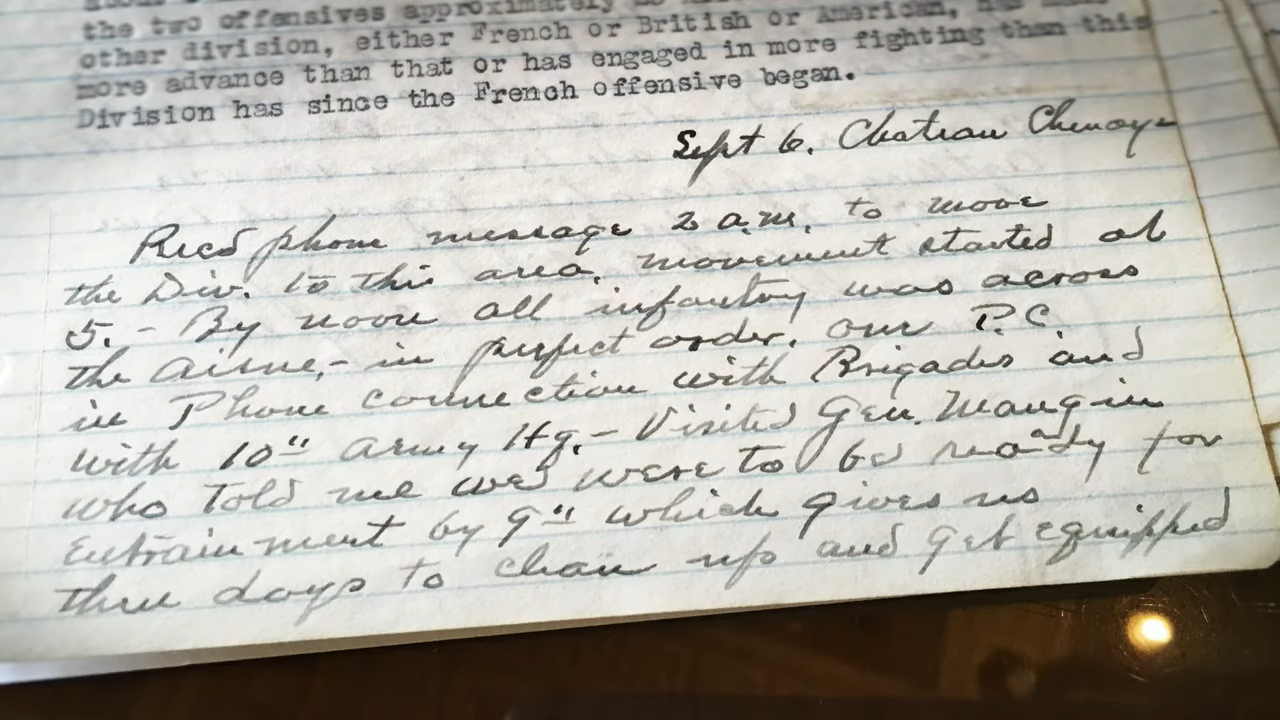 the two offensives approximately
other division, either French or British or American, has
more advance than that or has engaged in more fighting than this
Division has since the French offensive began.
Sept 6. Chateau
Recd phone message 2 a.m. to move
the Div. to this area, movement started at
5. - By noon all infantry was across
the Aisne, - in perfect order. our P.C.
in Phone connection with Brigades and
with 10" Army Hq. - Visited Gen. Mangin
who told me we were to be ready for
Entrainment by 9" which gives us
three days to clean up and get equipped